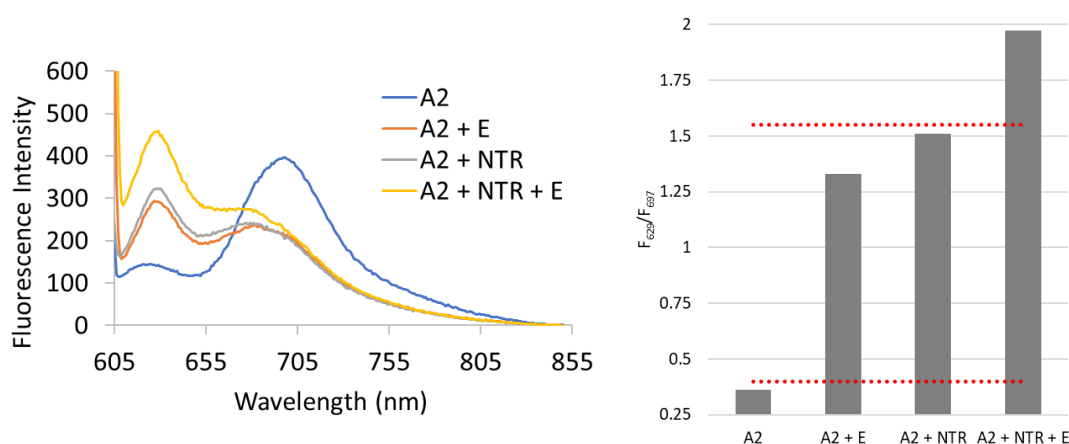 600
500
400
300
200
100
0
Fluorescence Intensity
605 655 705 755 805 855
Wavelength (nm)
A2
A2 + E
A2 + NTR
A2 + NTR + E
2
1.75
1.5
1.25
1
0.75
0.5
0.25
F629/F697
A2 A2 + E A2 + NTR A2 + NTR + E